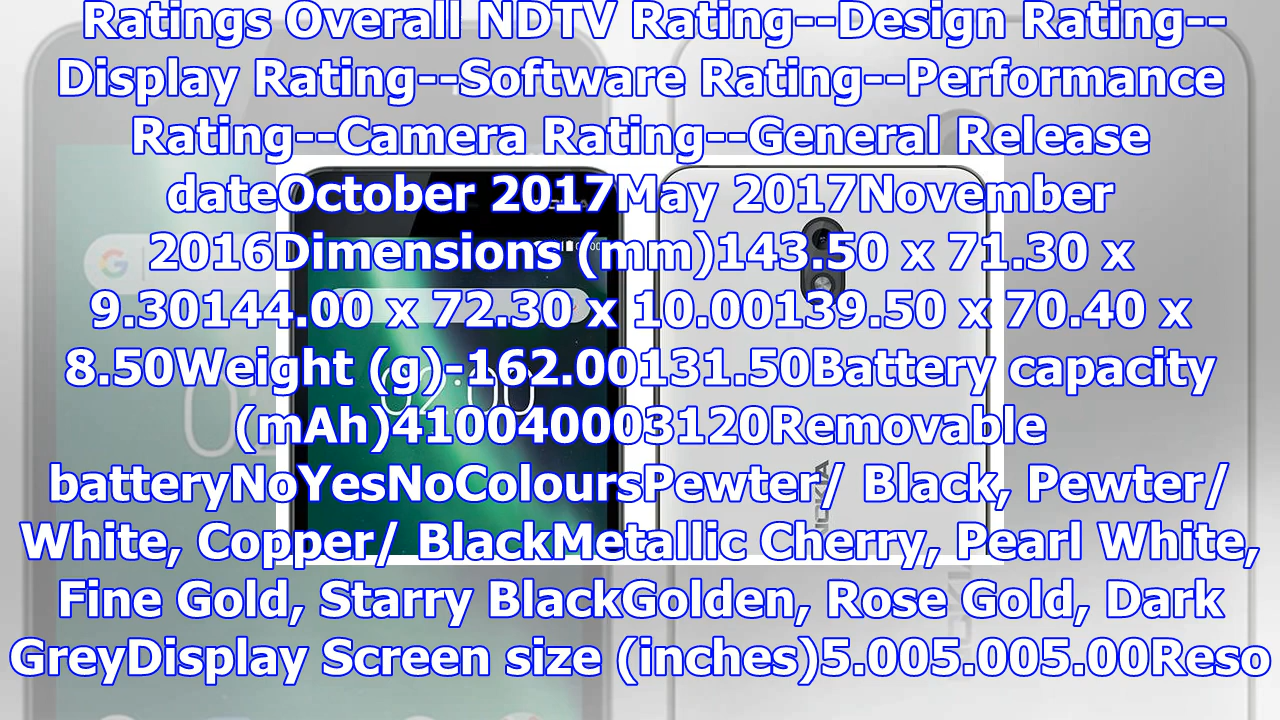 Ratings Overall NDTV Rating--Design Rating--
Display Rating--Software Rating--Performance
Rating--Camera Rating--General Release
dateOctober 2017May 2017November
2016Dimensions (mm)143.50 x 71.30 x
9.30144.00 x 72.30 x 10.00139.50 x 70.40 x
8.50Weight (g)-162.00131.50Battery capacity
(mAh)410040003120Removable
batteryNoYesNoColoursPewter/ Black, Pewter/
White, Copper/ BlackMetallic Cherry, Pearl White,
Fine Gold, Starry BlackGolden, Rose Gold, Dark
GreyDisplay Screen size (inches)5.005.005.00Reso
02:00
NOKIA